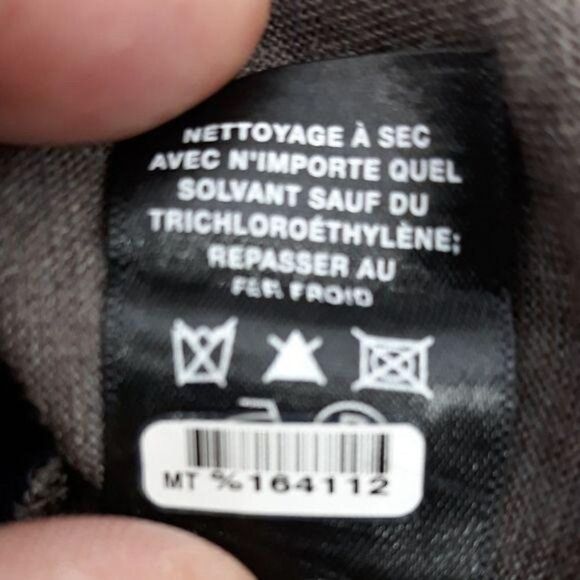 NETTOYAGE À SEC
AVEC N'IMPORTE QUEL
SOLVANT SAUF DU
TRICHLOROÉTHYLÈNE;
REPASSER AU
FER FROID
MT %164112